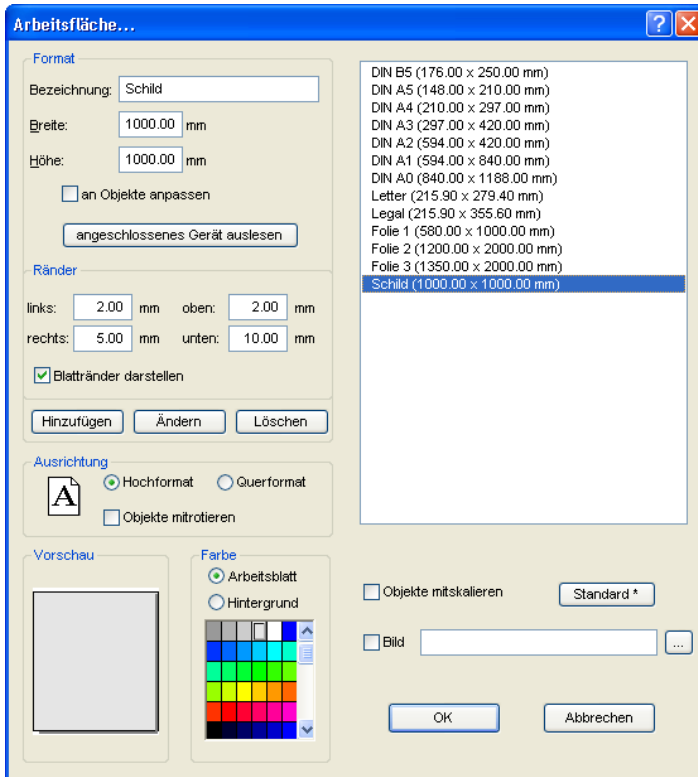 Arbeitsfläche...
Format
Bezeichnung: Schild
Breite: 1000.00 mm
Höhe: 1000.00 mm
an Objekte anpassen
angeschlossenes Gerät auslesen
Ränder
links: 2.00 mm oben: 2.00 mm
rechts: 5.00 mm unten: 10.00 mm
Blattränder darstellen
Hinzufügen Ändern Löschen
Ausrichtung
A
Hochformat Querformat
Objekte mitrotieren
Vorschau
Farbe
Arbeitsblatt
Hintergrund
DIN B5 (176.00 x 250.00 mm)
DIN A5 (148.00 x 210.00 mm)
DIN A4 (210.00 x 297.00 mm)
DIN A3 (297.00 x 420.00 mm)
DIN A2 (594.00 x 420.00 mm)
DIN A1 (594.00 x 840.00 mm)
DIN A0 (840.00 x 1188.00 mm)
Letter (215.90 x 279.40 mm)
Legal (215.90 x 355.60 mm)
Folie 1 (580.00 x 1000.00 mm)
Folie 2 (1200.00 x 2000.00 mm)
Folie 3 (1350.00 x 2000.00 mm)
Schild (1000.00 x 1000.00 mm)
Objekte mitskalieren Standard *
Bild ...
OK Abbrechen